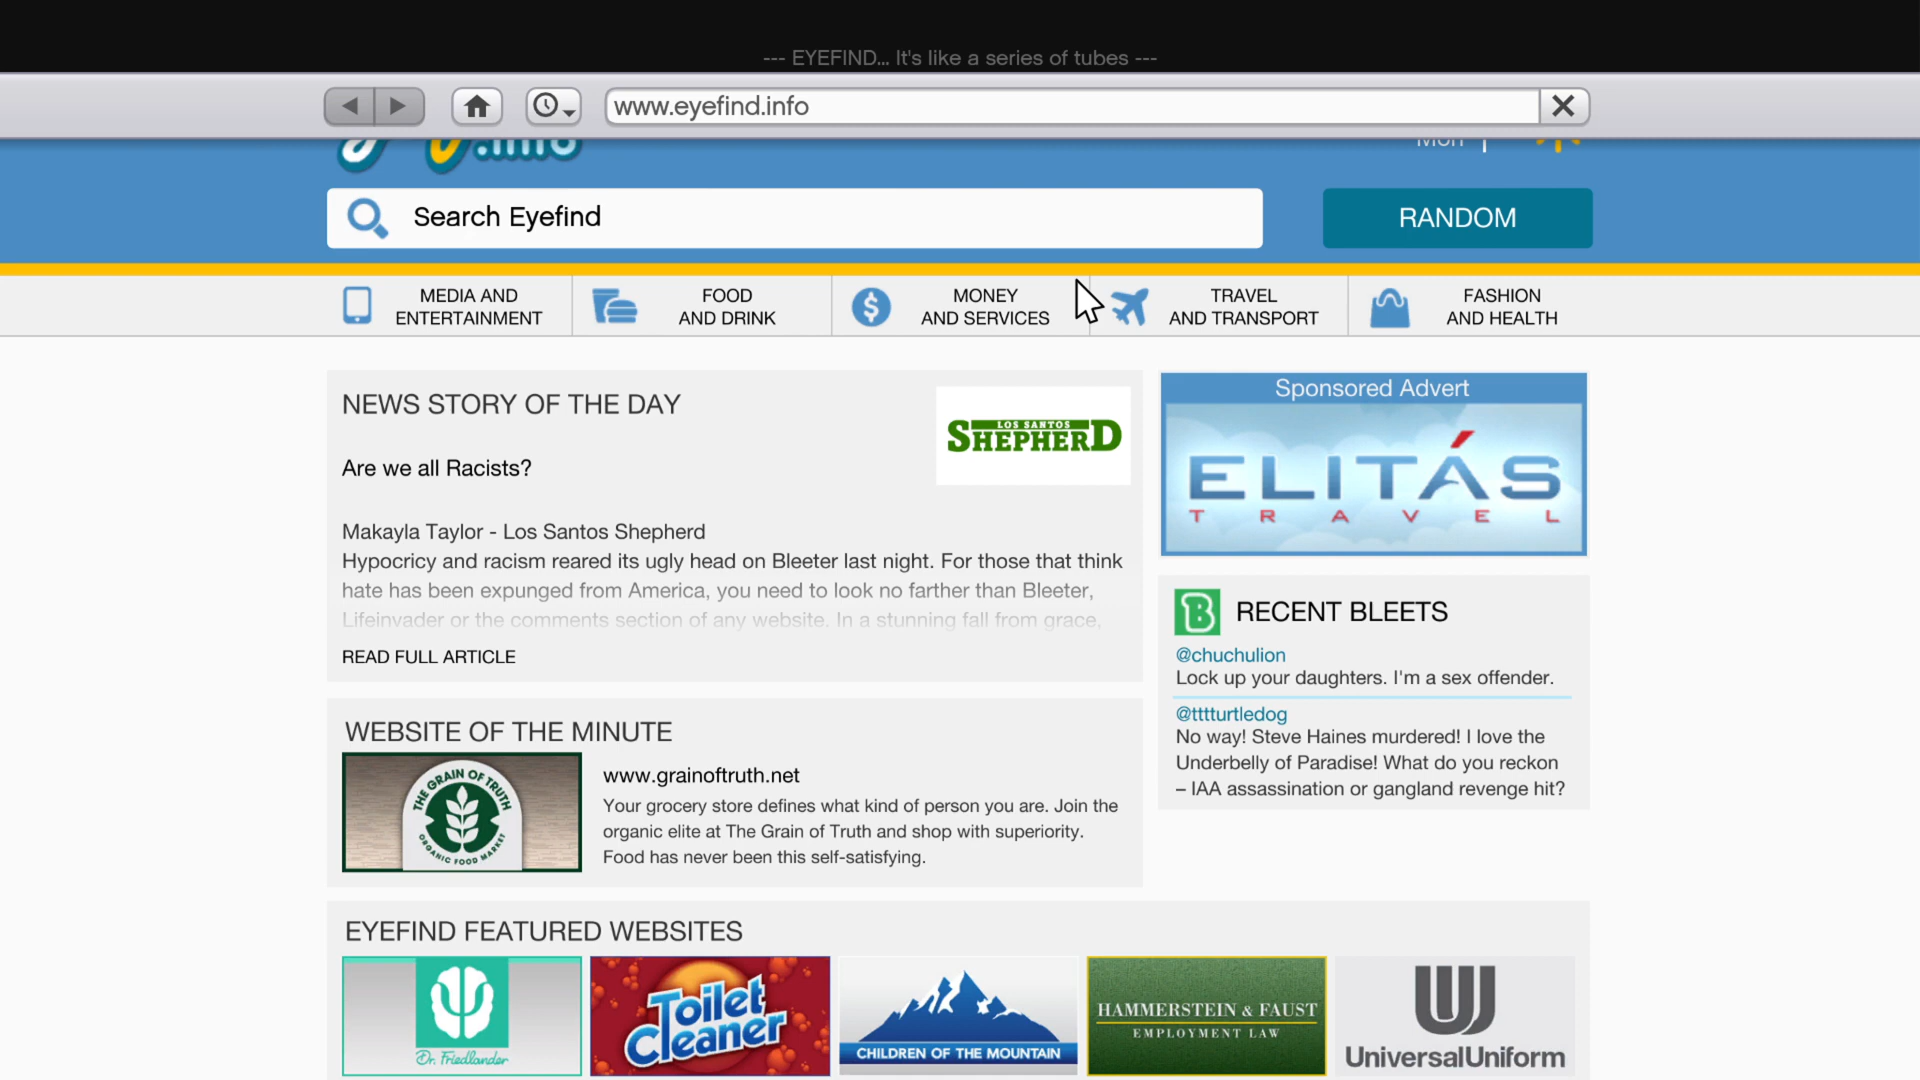 --- EYEFIND... It's like a series of tubes ---
www.eyefind.info
.info
Mon
Search Eyefind
RANDOM
MEDIA AND
ENTERTAINMENT
FOOD
AND DRINK
MONEY
AND SERVICES
TRAVEL
AND TRANSPORT
FASHION
AND HEALTH
NEWS STORY OF THE DAY
LOS SANTOS
SHEPHERD
Are we all Racists?
Makayla Taylor - Los Santos Shepherd
Hypocricy and racism reared its ugly head on Bleeter last night. For those that think
hate has been expunged from America, you need to look no farther than Bleeter,
Lifeinvader or the comments section of any website. In a stunning fall from grace,
READ FULL ARTICLE
Sponsored Advert
ELITÁS
TRAVEL
B
RECENT BLEETS
@chuchulion
Lock up your daughters. I'm a sex offender.
@tttturtledog
No way! Steve Haines murdered! I love the
Underbelly of Paradise! What do you reckon
– IAA assassination or gangland revenge hit?
WEBSITE OF THE MINUTE
THE GRAIN OF TRUTH
ORGANIC FOOD MARKET
www.grainoftruth.net
Your grocery store defines what kind of person you are. Join the
organic elite at The Grain of Truth and shop with superiority.
Food has never been this self-satisfying.
EYEFIND FEATURED WEBSITES
Dr. Friedlander
Toilet
Cleaner
CHILDREN OF THE MOUNTAIN
HAMMERSTEIN & FAUST
EMPLOYMENT LAW
UniversalUniform